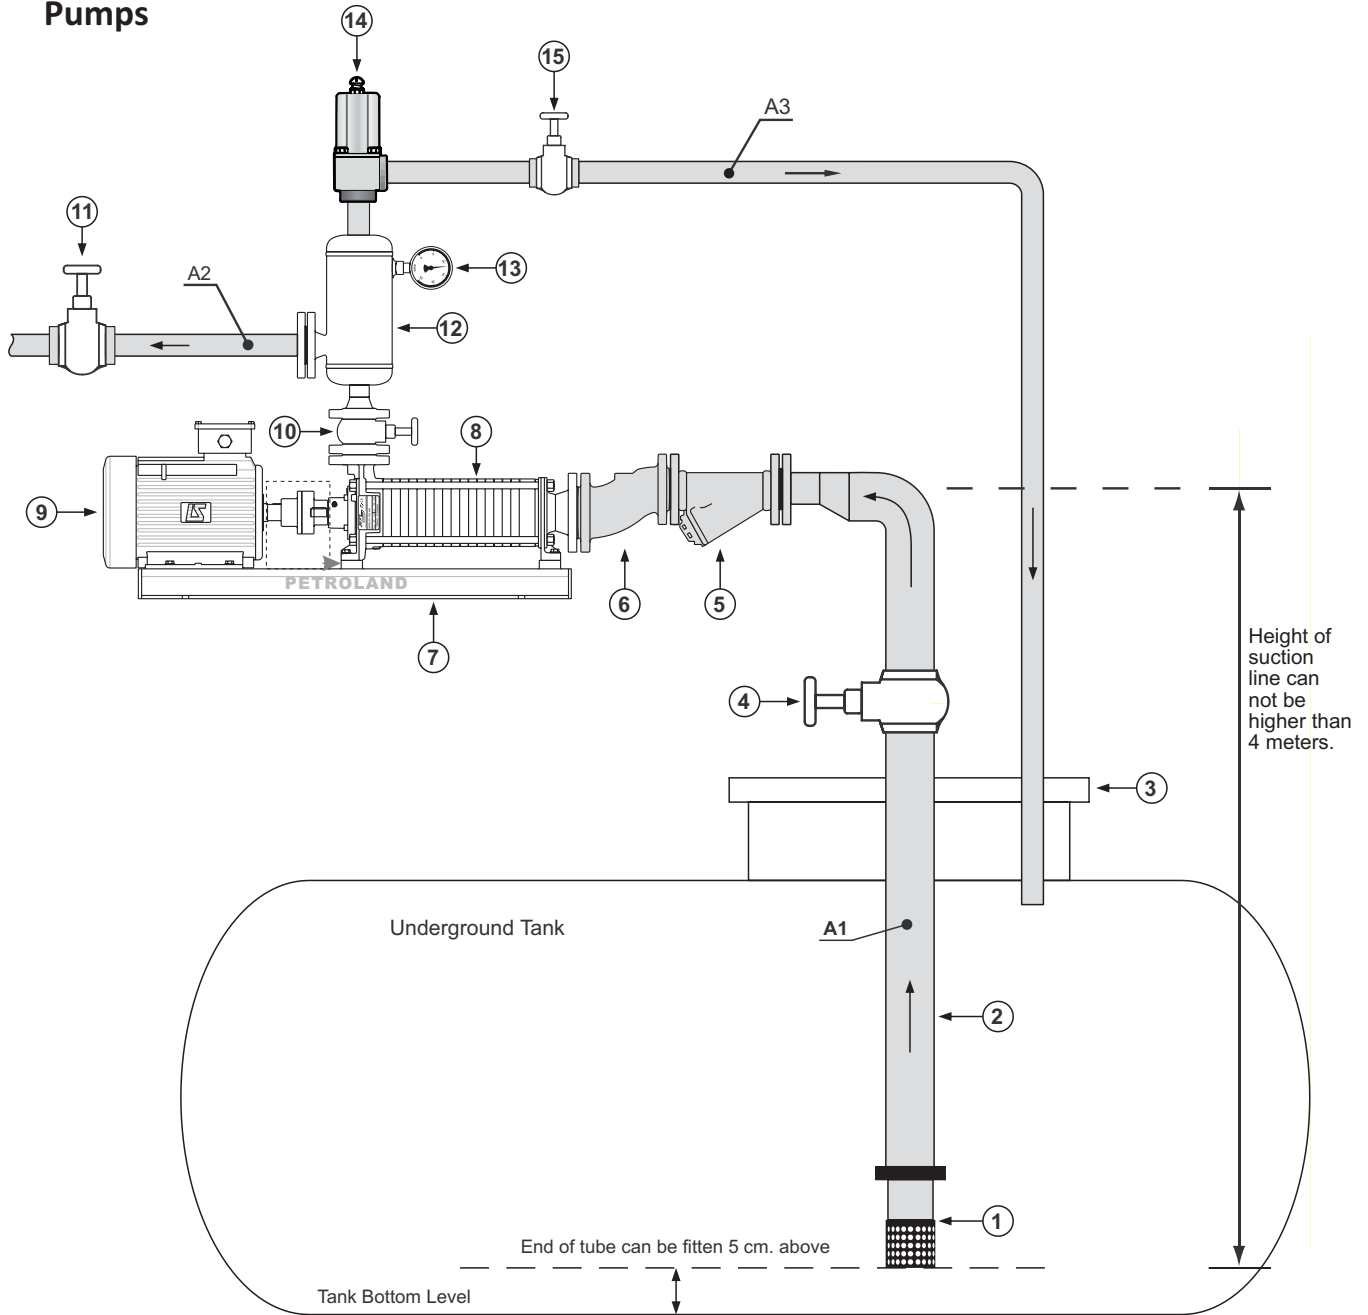 Pumps
14
15
A3
11
A2
13
12
10
8
9
PETROLAND
6
5
7
4
Height of
suction
line can
not be
higher than
4 meters.
3
Underground Tank
A1
2
1
End of tube can be fitten 5 cm. above
Tank Bottom Level